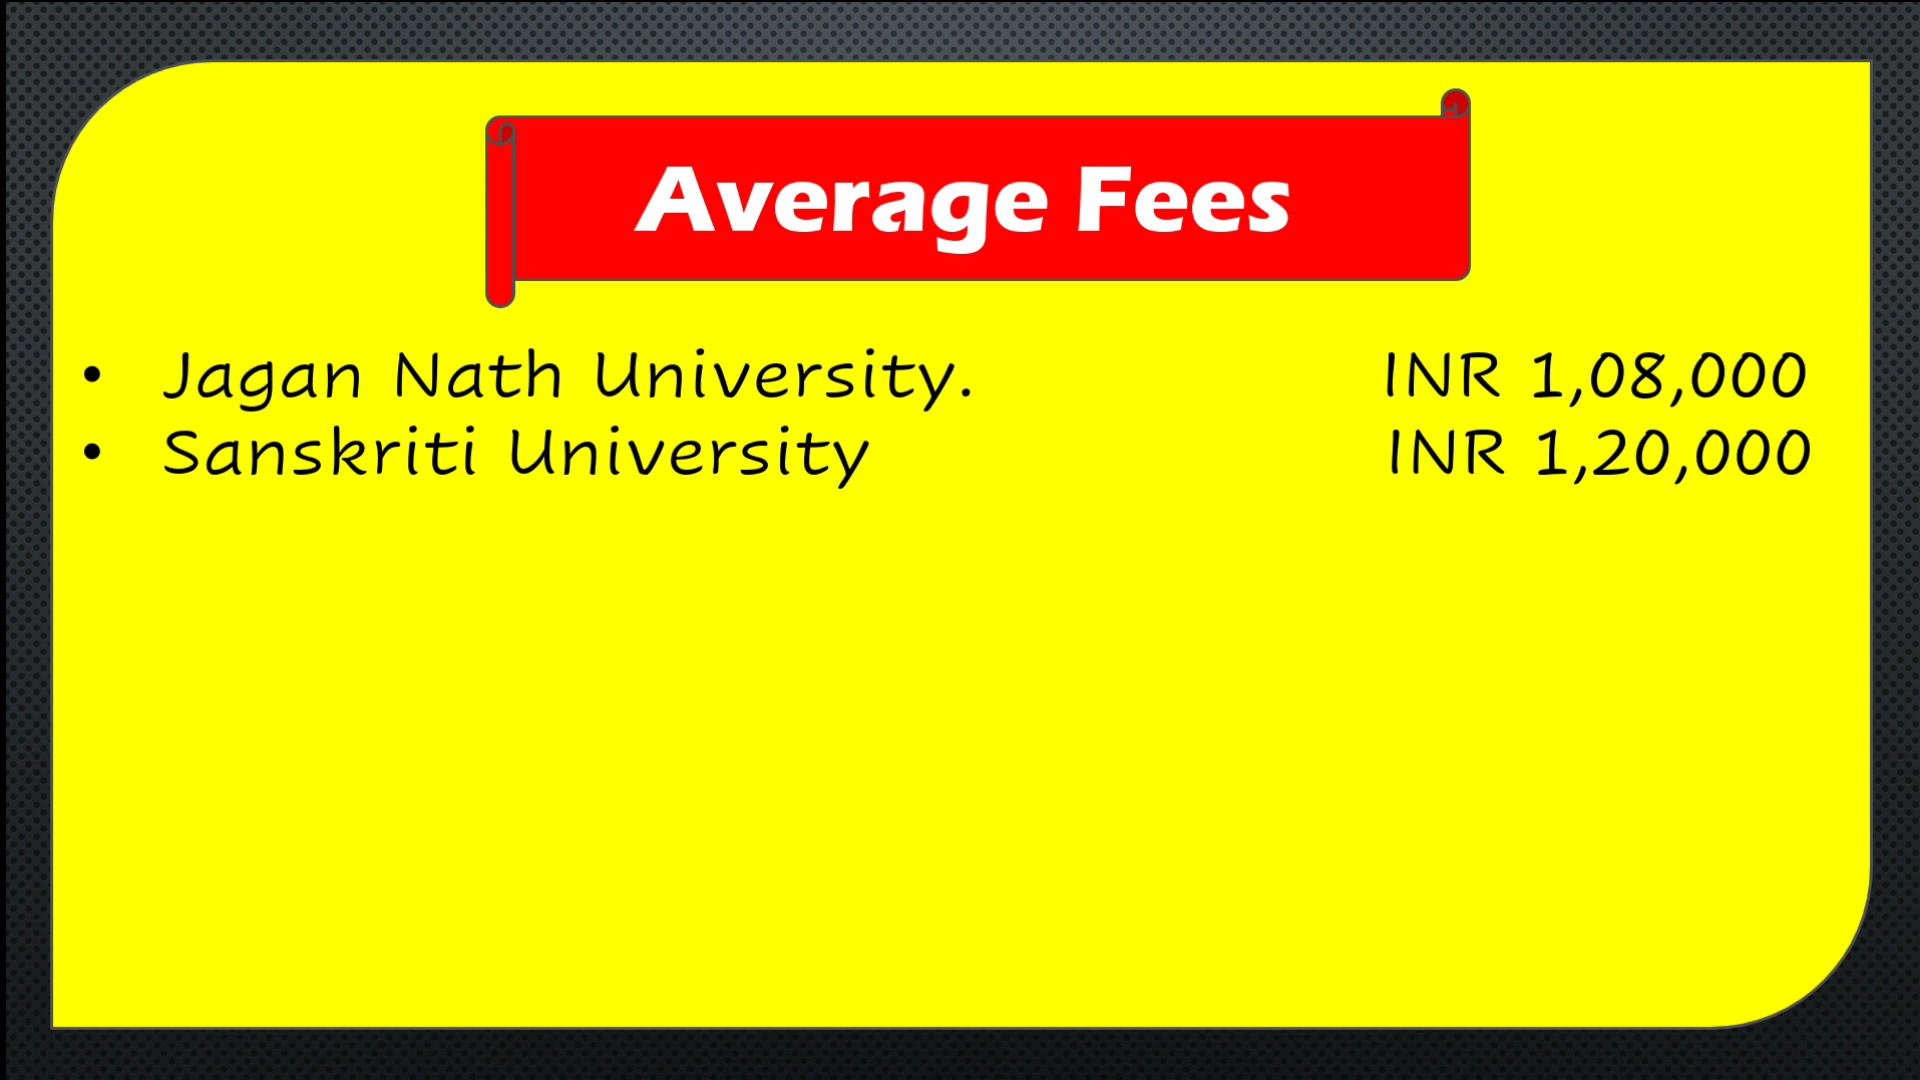 Average Fees
• Jagan Nath University. INR 1,08,000
• Sanskriti University INR 1,20,000